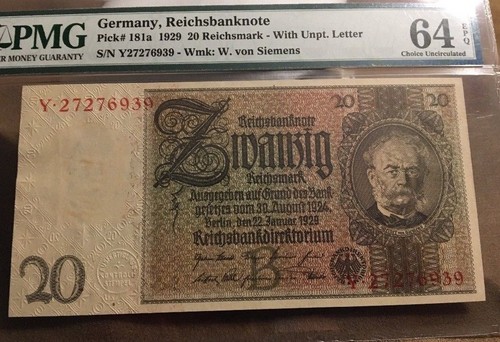 PMG
ER MONEY GUARANTY
Germany, Reichsbanknote
Pick# 181a 1929 20 Reichsmark - With Unpt. Letter
S/N Y27276939 - Wmk: W. von Siemens
64 EPQ
Choice Uncirculated
Y·27276939
20
20
Reichsbanknote
Zwanzig
Reichsmark
Ausgegeben auf Grund des Bank-
gesetzes vom 30. August 1924
Berlin, den 22. Januar 1929
Reichsbankdirektorium
B
20
Y·27276939